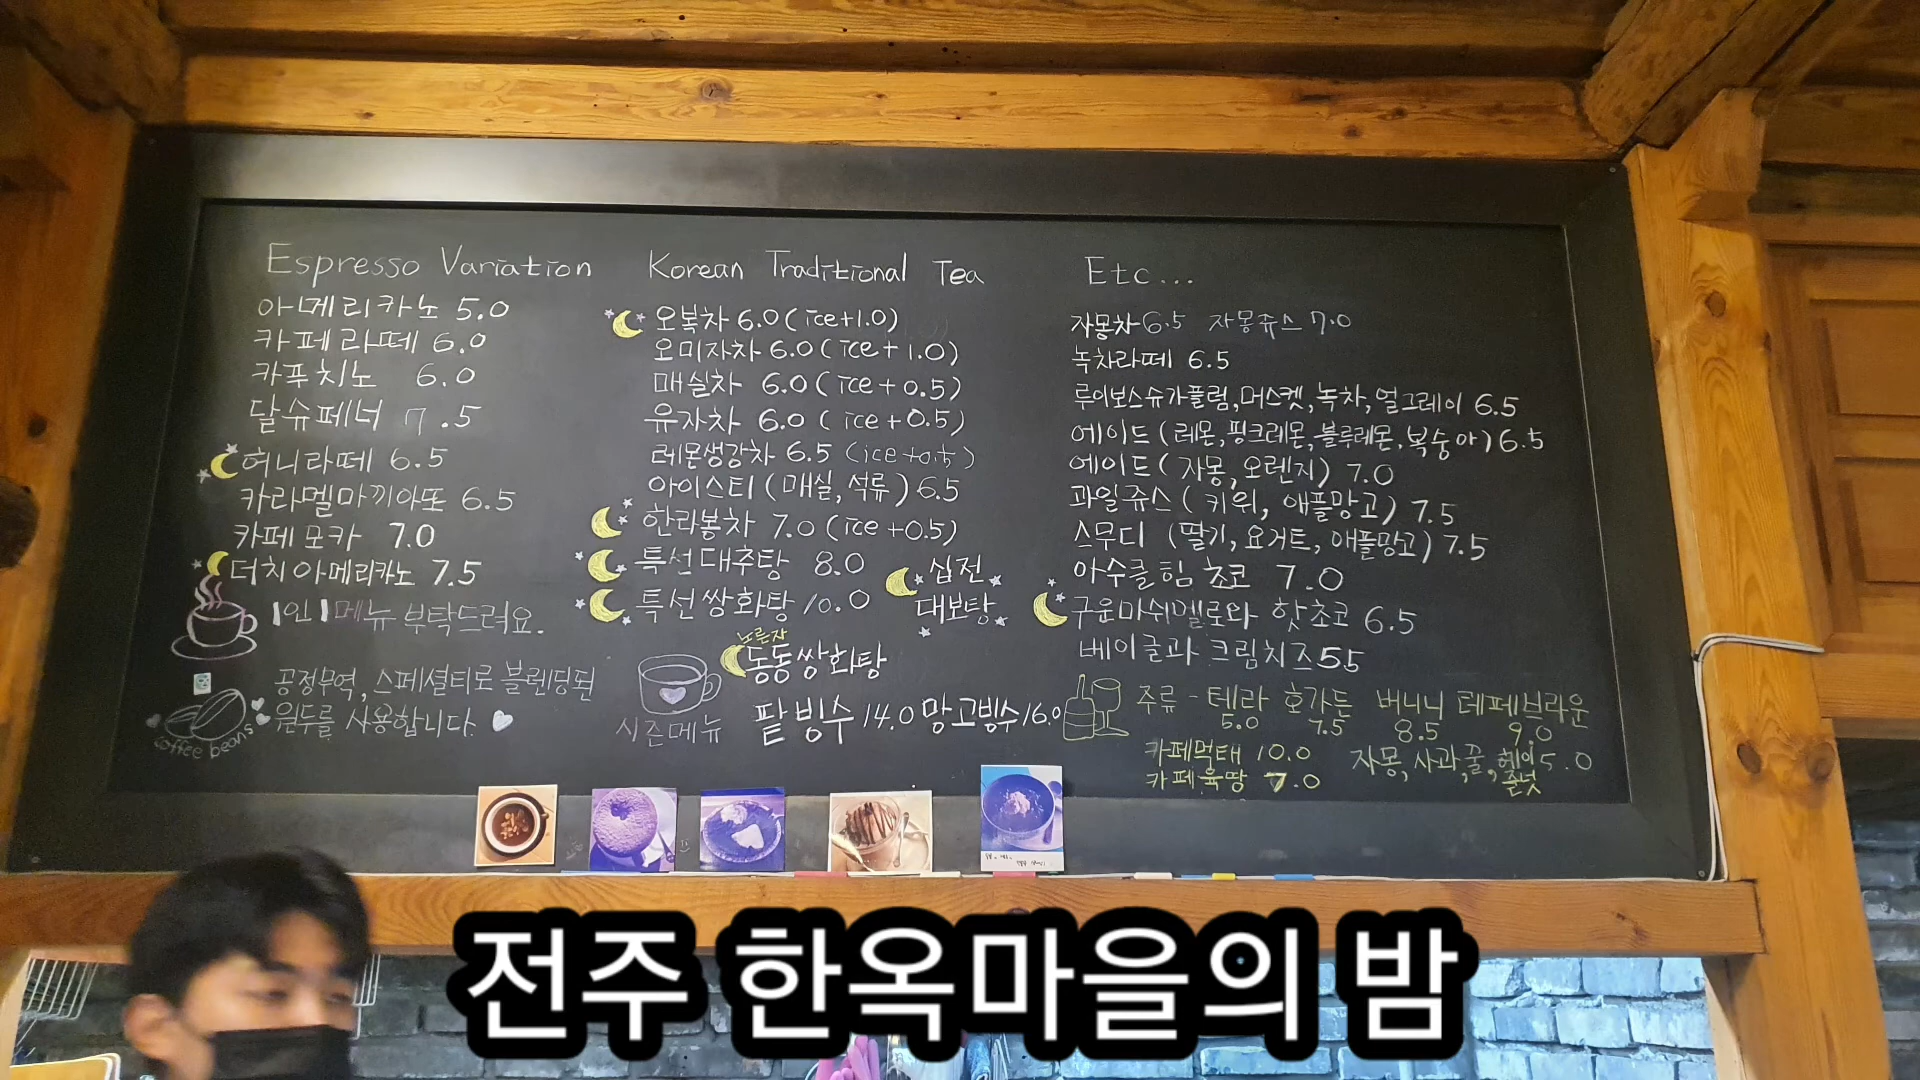 Espresso Variation
아메리카노 5.0
카페라떼 6.0
카푸치노 6.0
달슈페너 7.5
허니라떼 6.5
카라멜마끼아또 6.5
카페모카 7.0
더치아메리카노 7.5
1인 1메뉴 부탁드려요.
공정무역, 스페셜티로 블렌딩된
원두를 사용합니다.
coffee beans
Korean Traditional Tea
오복차 6.0 (ice+1.0)
오미자차 6.0 (ice+1.0)
매실차 6.0 (ice+0.5)
유자차 6.0 (ice+0.5)
레몬생강차 6.5 (ice+0.5)
아이스티 (매실, 석류) 6.5
한라봉차 7.0 (ice+0.5)
특선대추탕 8.0
특선쌍화탕 10.0
십전
대보탕
노른자
농동쌍화탕
시즌메뉴
팥빙수 14.0 망고빙수 16.0
Etc...
자몽차 6.5 자몽쥬스 7.0
녹차라떼 6.5
루이보스슈가플럼, 머스켓, 녹차, 얼그레이 6.5
에이드 (레몬, 핑크레몬, 블루레몬, 복숭아) 6.5
에이드 (자몽, 오렌지) 7.0
과일쥬스 (키위, 애플망고) 7.5
스무디 (딸기, 요거트, 애플망고) 7.5
아수클힘 초코 7.0
구운마쉬멜로와 핫초코 6.5
베이글과 크림치즈 5.5
주류 - 테라 호가든 버니니 데페브라운
5.0 7.5 8.5 9.0
카페먹태 10.0
카페육땅 7.0
자몽, 사과, 꿀, 헤이즐넛 5.0
전주 한옥마을의 밤